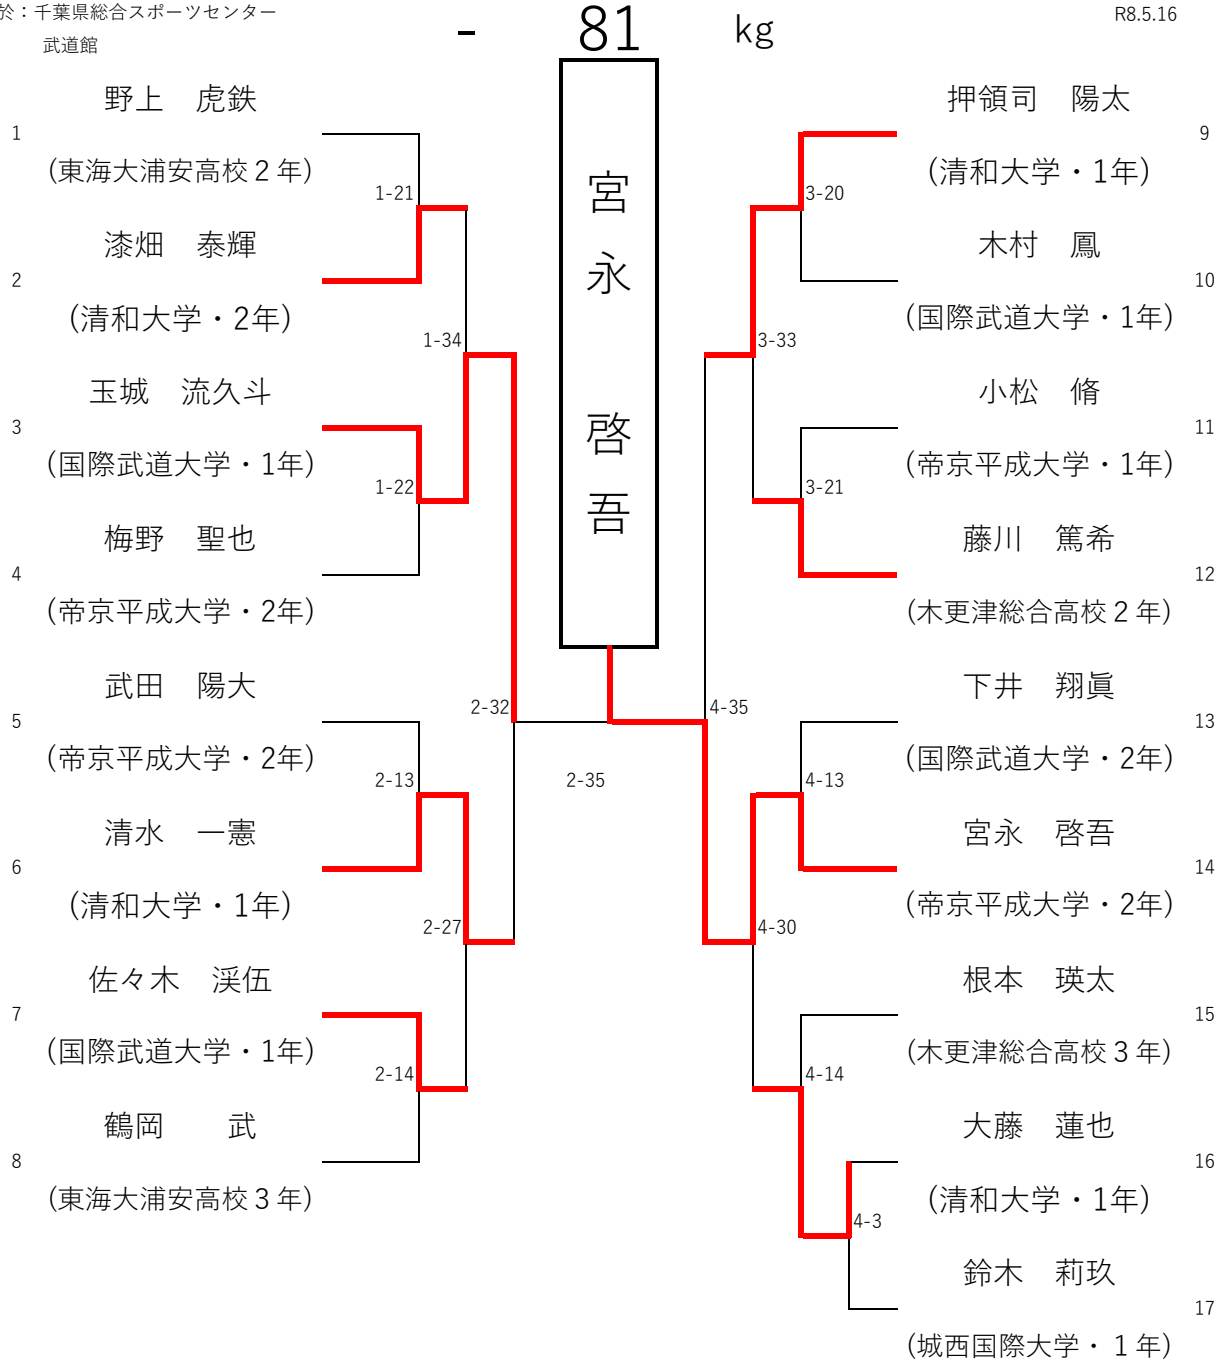 於：千葉県総合スポーツセンター
武道館
- 81 kg
R8.5.16
宮永 啓吾
野上 虎鉄
1
(東海大浦安高校２年)
1-21
漆畑 泰輝
2
(清和大学・2年)
1-34
玉城 流久斗
3
(国際武道大学・1年)
1-22
梅野 聖也
4
(帝京平成大学・2年)
武田 陽大
5
2-32
(帝京平成大学・2年)
2-13
2-35
清水 一憲
6
(清和大学・1年)
2-27
佐々木 渓伍
7
(国際武道大学・1年)
2-14
鶴岡 武
8
(東海大浦安高校３年)
押領司 陽太
9
(清和大学・1年)
3-20
木村 鳳
10
(国際武道大学・1年)
3-33
小松 脩
11
(帝京平成大学・1年)
3-21
藤川 篤希
12
(木更津総合高校２年)
下井 翔眞
4-35
13
(国際武道大学・2年)
4-13
宮永 啓吾
14
(帝京平成大学・2年)
4-30
根本 瑛太
15
(木更津総合高校３年)
4-14
大藤 蓮也
16
(清和大学・1年)
4-3
鈴木 莉玖
17
(城西国際大学・１年)